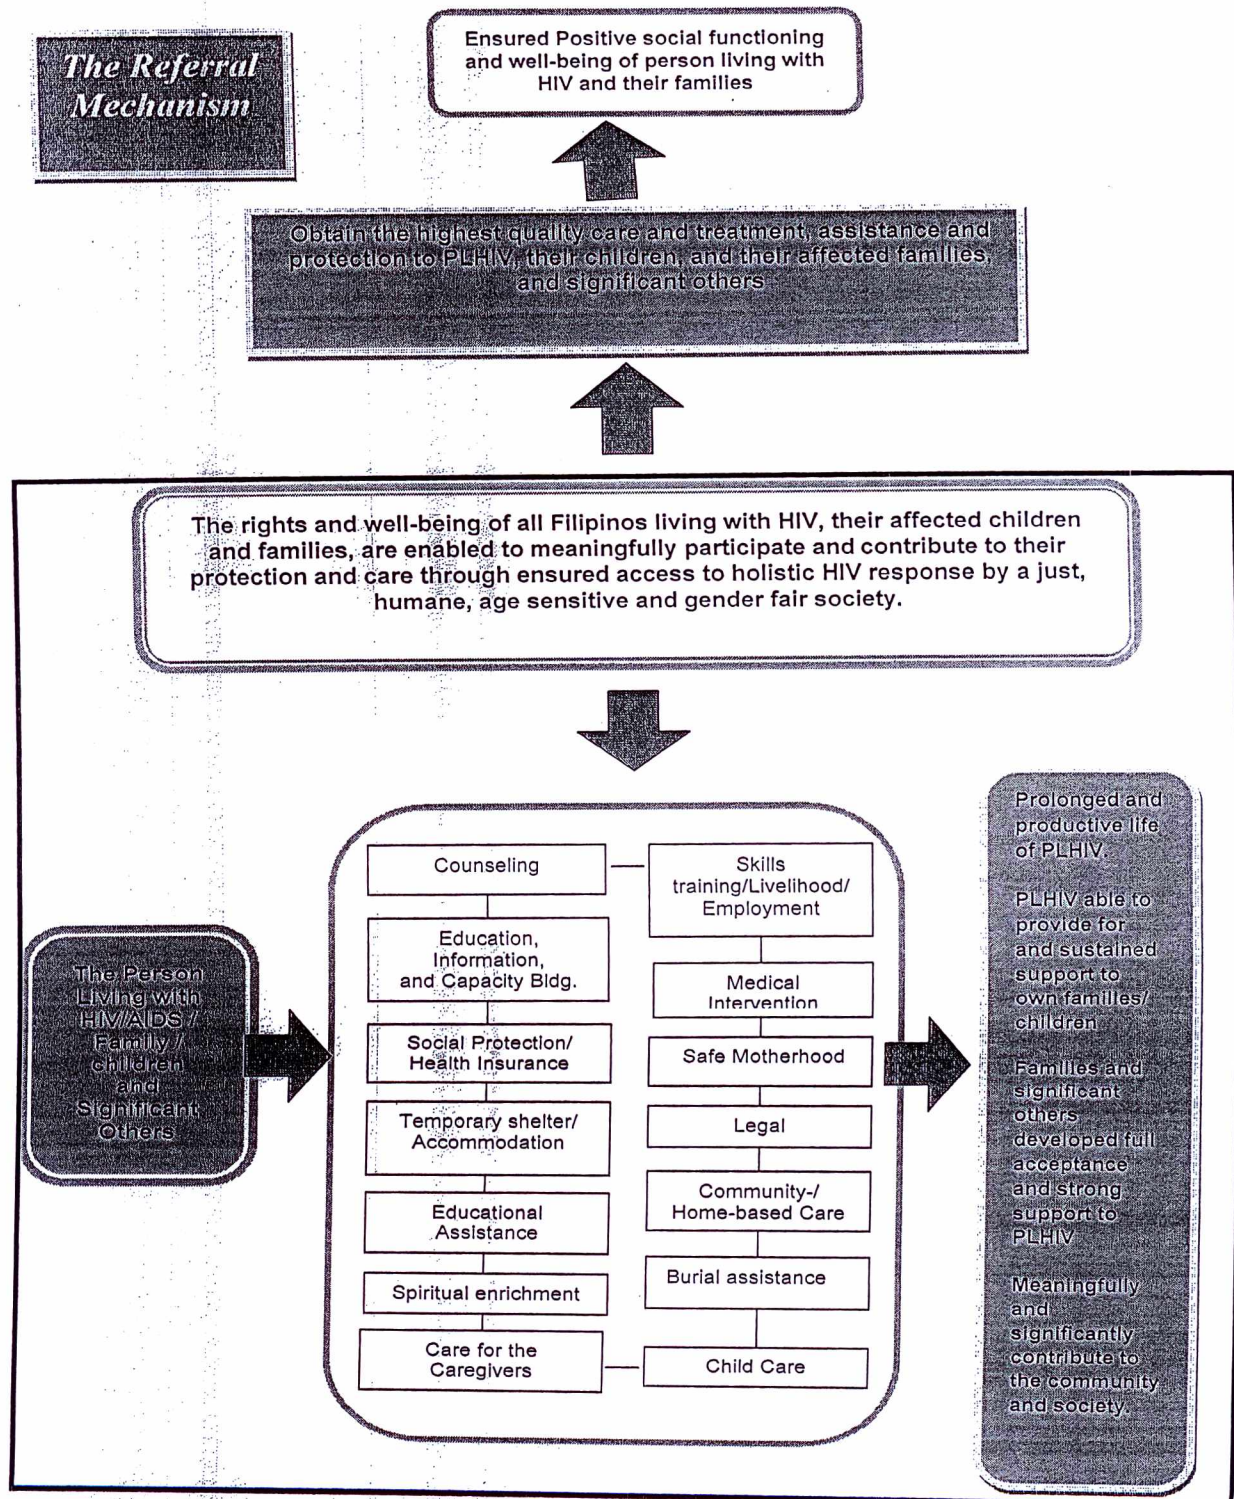 The Referral
Mechanism
Ensured Positive social functioning
and well-being of person living with
HIV and their families
Obtain the highest quality care and treatment, assistance and
protection to PLHIV, their children, and their affected families,
and significant others
The rights and well-being of all Filipinos living with HIV, their affected children
and families, are enabled to meaningfully participate and contribute to their
protection and care through ensured access to holistic HIV response by a just,
humane, age sensitive and gender fair society.
The Person
Living with
HIV/AIDS /
Family /
children
and
Significant
Others
Counseling
Education,
Information,
and Capacity Bldg.
Social Protection/
Health Insurance
Temporary shelter/
Accommodation
Educational
Assistance
Spiritual enrichment
Care for the
Caregivers
Skills
training/Livelihood/
Employment
Medical
Intervention
Safe Motherhood
Legal
Community-/
Home-based Care
Burial assistance
Child Care
Prolonged and
productive life
of PLHIV.
PLHIV able to
provide for
and sustained
support to
own families/
children
Families and
significant
others
developed full
acceptance
and strong
support to
PLHIV
Meaningfully
and
significantly
contribute to
the community
and society.